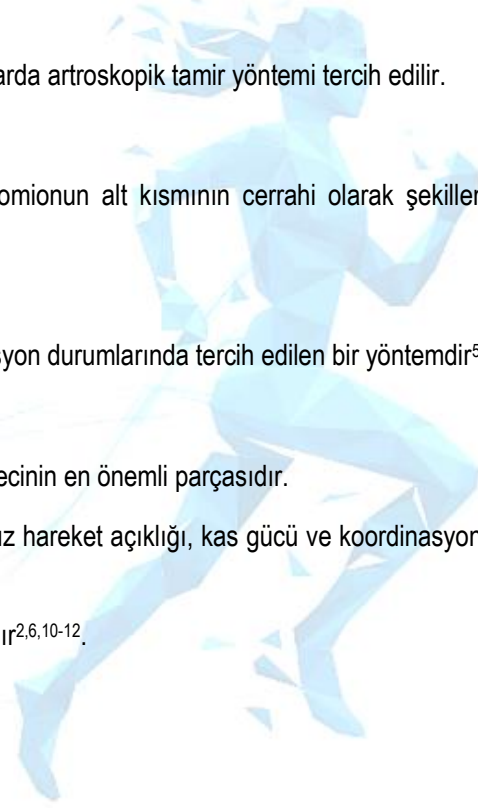 arda artroskopik tamir yöntemi tercih edilir.
omionun alt kısmının cerrahi olarak şekiller
syon durumlarında tercih edilen bir yöntemdir⁵
ecinin en önemli parçasıdır.
uz hareket açıklığı, kas gücü ve koordinasyon
ır²,⁶,¹⁰⁻¹².